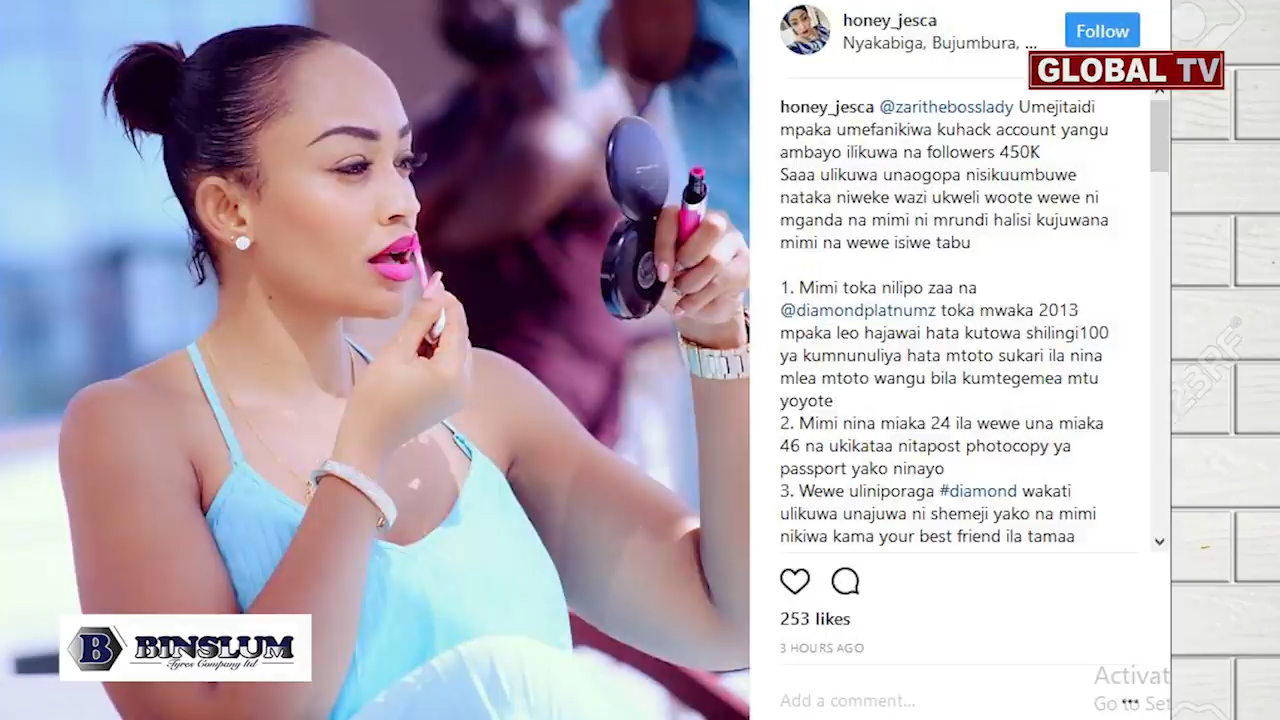 honey_jesca
Follow
Nyakabiga, Bujumbura, ...
GLOBAL TV
honey_jesca @zarithebosslady Umejitaidi
mpaka umefanikiwa kuhack account yangu
ambayo ilikuwa na followers 450K
Saaa ulikuwa unaogopa nisikuumbuwe
nataka niweke wazi ukweli woote wewe ni
mganda na mimi ni mrundi halisi kujuwana
mimi na wewe isiwe tabu
1. Mimi toka nilipo zaa na
@diamondplatnumz toka mwaka 2013
mpaka leo hajawai hata kutowa shilingi100
ya kumnunuliya hata mtoto sukari ila nina
mlea mtoto wangu bila kumtegemea mtu
yoyote
2. Mimi nina miaka 24 ila wewe una miaka
46 na ukikataa nitapost photocopy ya
passport yako ninayo
3. Wewe uliniporaga #diamond wakati
ulikuwa unajuwa ni shemeji yako na mimi
nikiwa kama your best friend ila tamaa
253 likes
3 HOURS AGO
Add a comment...
Activat
Go to Set
B BINSLUM
Tyres Company ltd
123RF